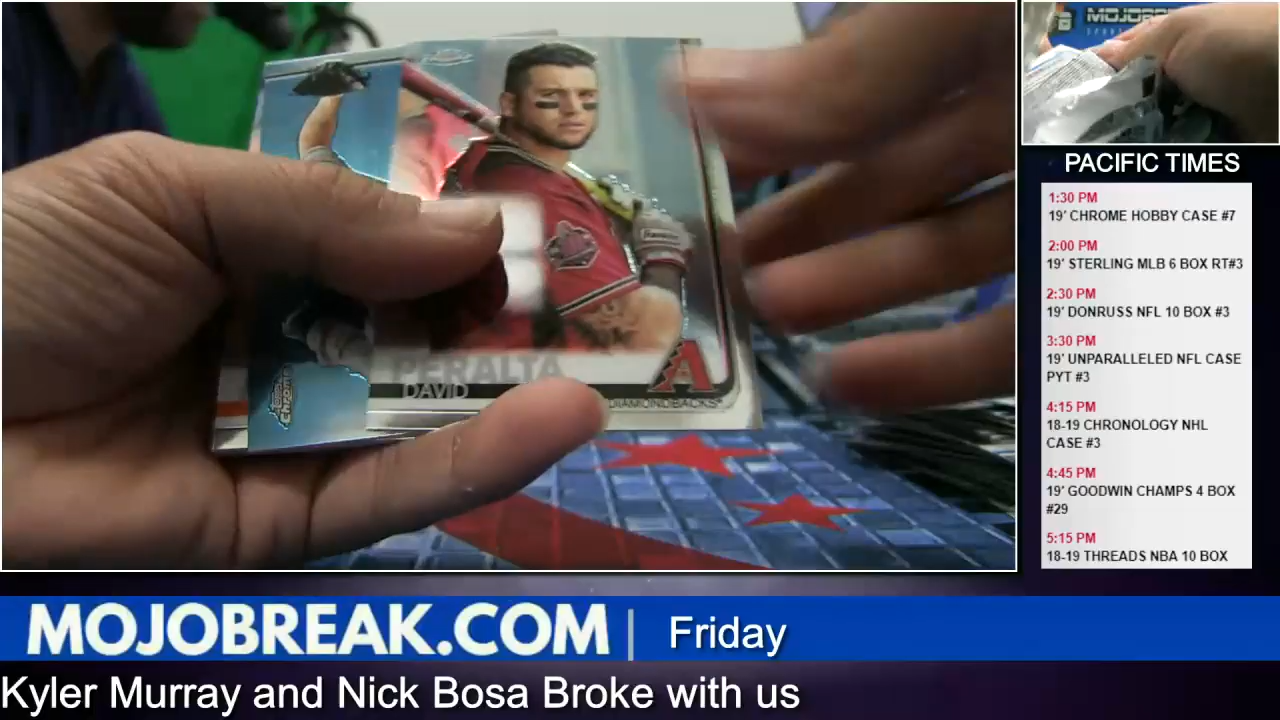 PERALTA
DAVID
DIAMONDBACKS
Chrome
MOJOBR
PACIFIC TIMES
1:30 PM
19' CHROME HOBBY CASE #7
2:00 PM
19' STERLING MLB 6 BOX RT#3
2:30 PM
19' DONRUSS NFL 10 BOX #3
3:30 PM
19' UNPARALLELED NFL CASE
PYT #3
4:15 PM
18-19 CHRONOLOGY NHL
CASE #3
4:45 PM
19' GOODWIN CHAMPS 4 BOX
#29
5:15 PM
18-19 THREADS NBA 10 BOX
MOJOBREAK.COM | Friday
Kyler Murray and Nick Bosa Broke with us